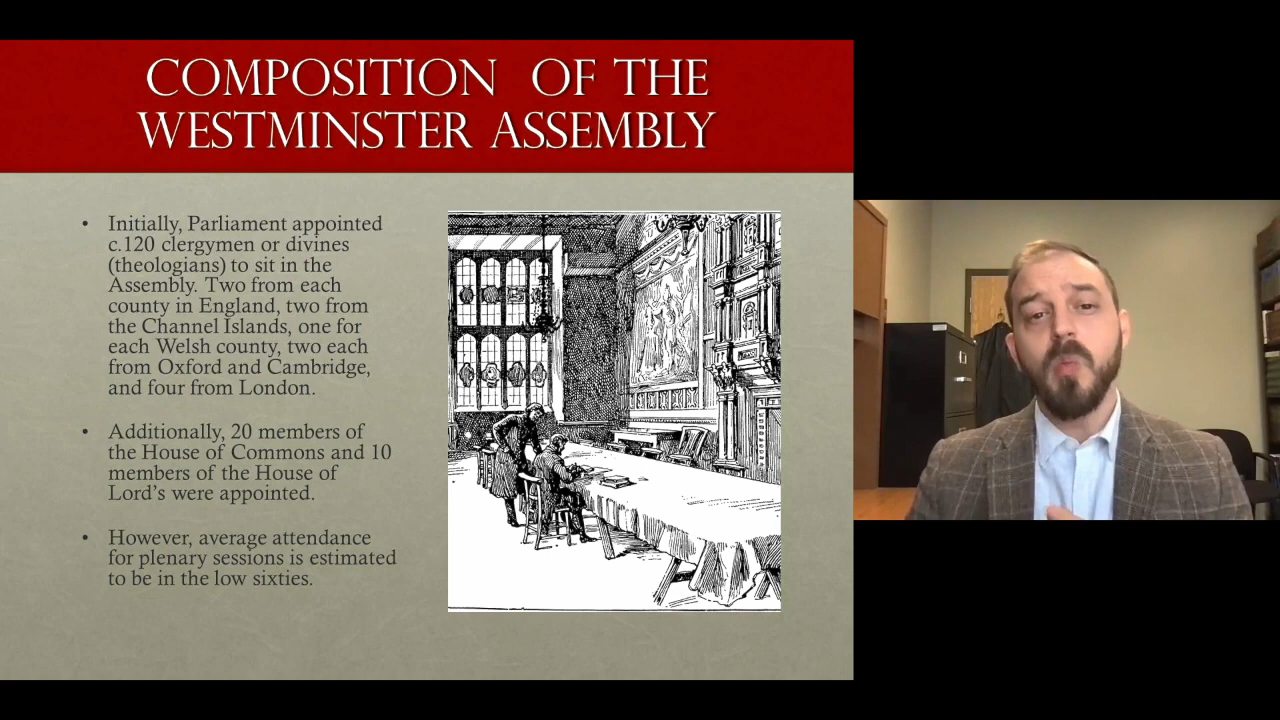 COMPOSITION OF THE
WESTMINSTER ASSEMBLY
• Initially, Parliament appointed
c.120 clergymen or divines
(theologians) to sit in the
Assembly. Two from each
county in England, two from
the Channel Islands, one for
each Welsh county, two each
from Oxford and Cambridge,
and four from London.
• Additionally, 20 members of
the House of Commons and 10
members of the House of
Lord's were appointed.
• However, average attendance
for plenary sessions is estimated
to be in the low sixties.